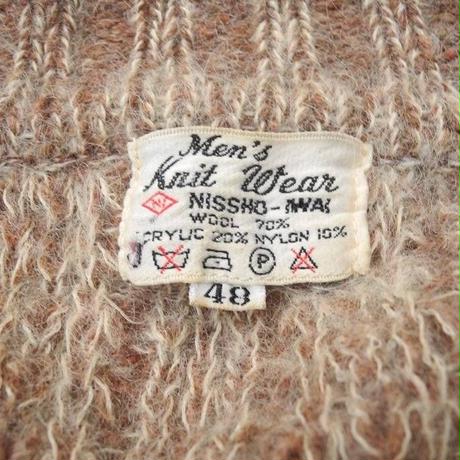 Men's
Knit Wear
NISSHO-IWAI
WOOL 70%
ACRYLIC 20% NYLON 10%
P
48